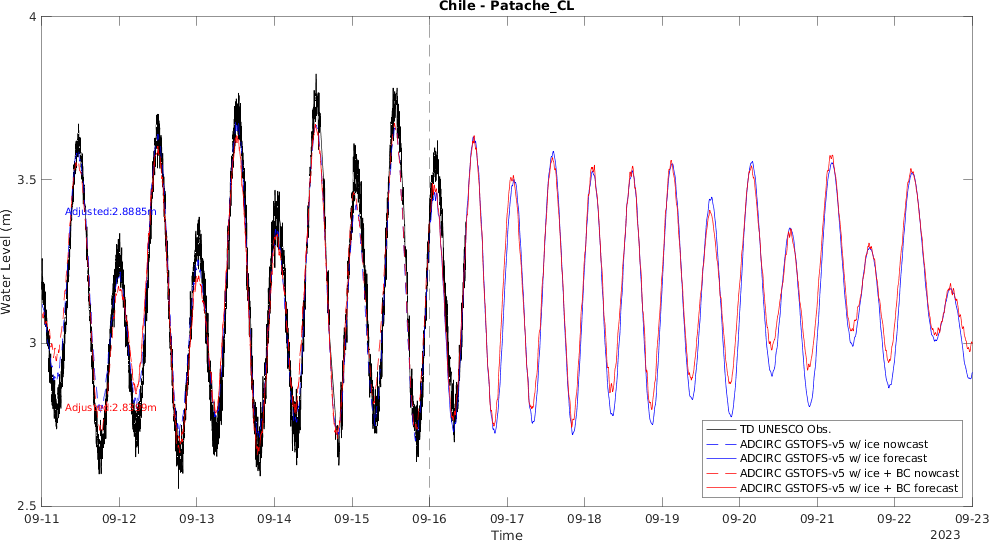 Chile - Patache_CL
4
3.5
3
2.5
Water Level (m)
Adjusted:2.8885m
TD UNESCO Obs.
ADCIRC GSTOFS-v5 w/ ice nowcast
ADCIRC GSTOFS-v5 w/ ice forecast
ADCIRC GSTOFS-v5 w/ ice + BC nowcast
ADCIRC GSTOFS-v5 w/ ice + BC forecast
09-11 09-12 09-13 09-14 09-15 09-16 09-17 09-18 09-19 09-20 09-21 09-22 09-23
Time
2023